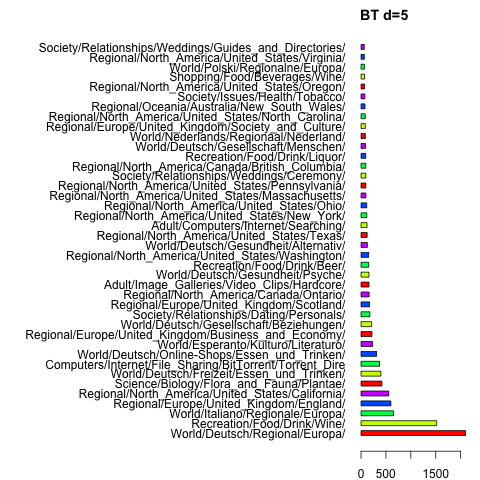 BT d=5
Society/Relationships/Weddings/Guides_and_Directories/
Regional/North_America/United_States/Virginia/
World/Polski/Regionalne/Europa/
Shopping/Food/Beverages/Wine/
Regional/North_America/United_States/Oregon/
Society/Issues/Health/Tobacco/
Regional/Oceania/Australia/New_South_Wales/
Regional/North_America/United_States/North_Carolina/
Regional/Europe/United_Kingdom/Society_and_Culture/
World/Nederlands/Regionaal/Nederland/
World/Deutsch/Gesellschaft/Menschen/
Recreation/Food/Drink/Liquor/
Regional/North_America/Canada/British_Columbia/
Society/Relationships/Weddings/Ceremony/
Regional/North_America/United_States/Pennsylvania/
Regional/North_America/United_States/Massachusetts/
Regional/North_America/United_States/Ohio/
Regional/North_America/United_States/New_York/
Adult/Computers/Internet/Searching/
Regional/North_America/United_States/Texas/
World/Deutsch/Gesundheit/Alternativ/
Regional/North_America/United_States/Washington/
Recreation/Food/Drink/Beer/
World/Deutsch/Gesundheit/Psyche/
Adult/Image_Galleries/Video_Clips/Hardcore/
Regional/North_America/Canada/Ontario/
Regional/Europe/United_Kingdom/Scotland/
Society/Relationships/Dating/Personals/
World/Deutsch/Gesellschaft/Beziehungen/
Regional/Europe/United_Kingdom/Business_and_Economy/
World/Esperanto/Kulturo/Literaturo/
World/Deutsch/Online-Shops/Essen_und_Trinken/
Computers/Internet/File_Sharing/BitTorrent/Torrent_Dire
World/Deutsch/Freizeit/Essen_und_Trinken/
Science/Biology/Flora_and_Fauna/Plantae/
Regional/North_America/United_States/California/
Regional/Europe/United_Kingdom/England/
World/Italiano/Regionale/Europa/
Recreation/Food/Drink/Wine/
World/Deutsch/Regional/Europa/
0 500 1500